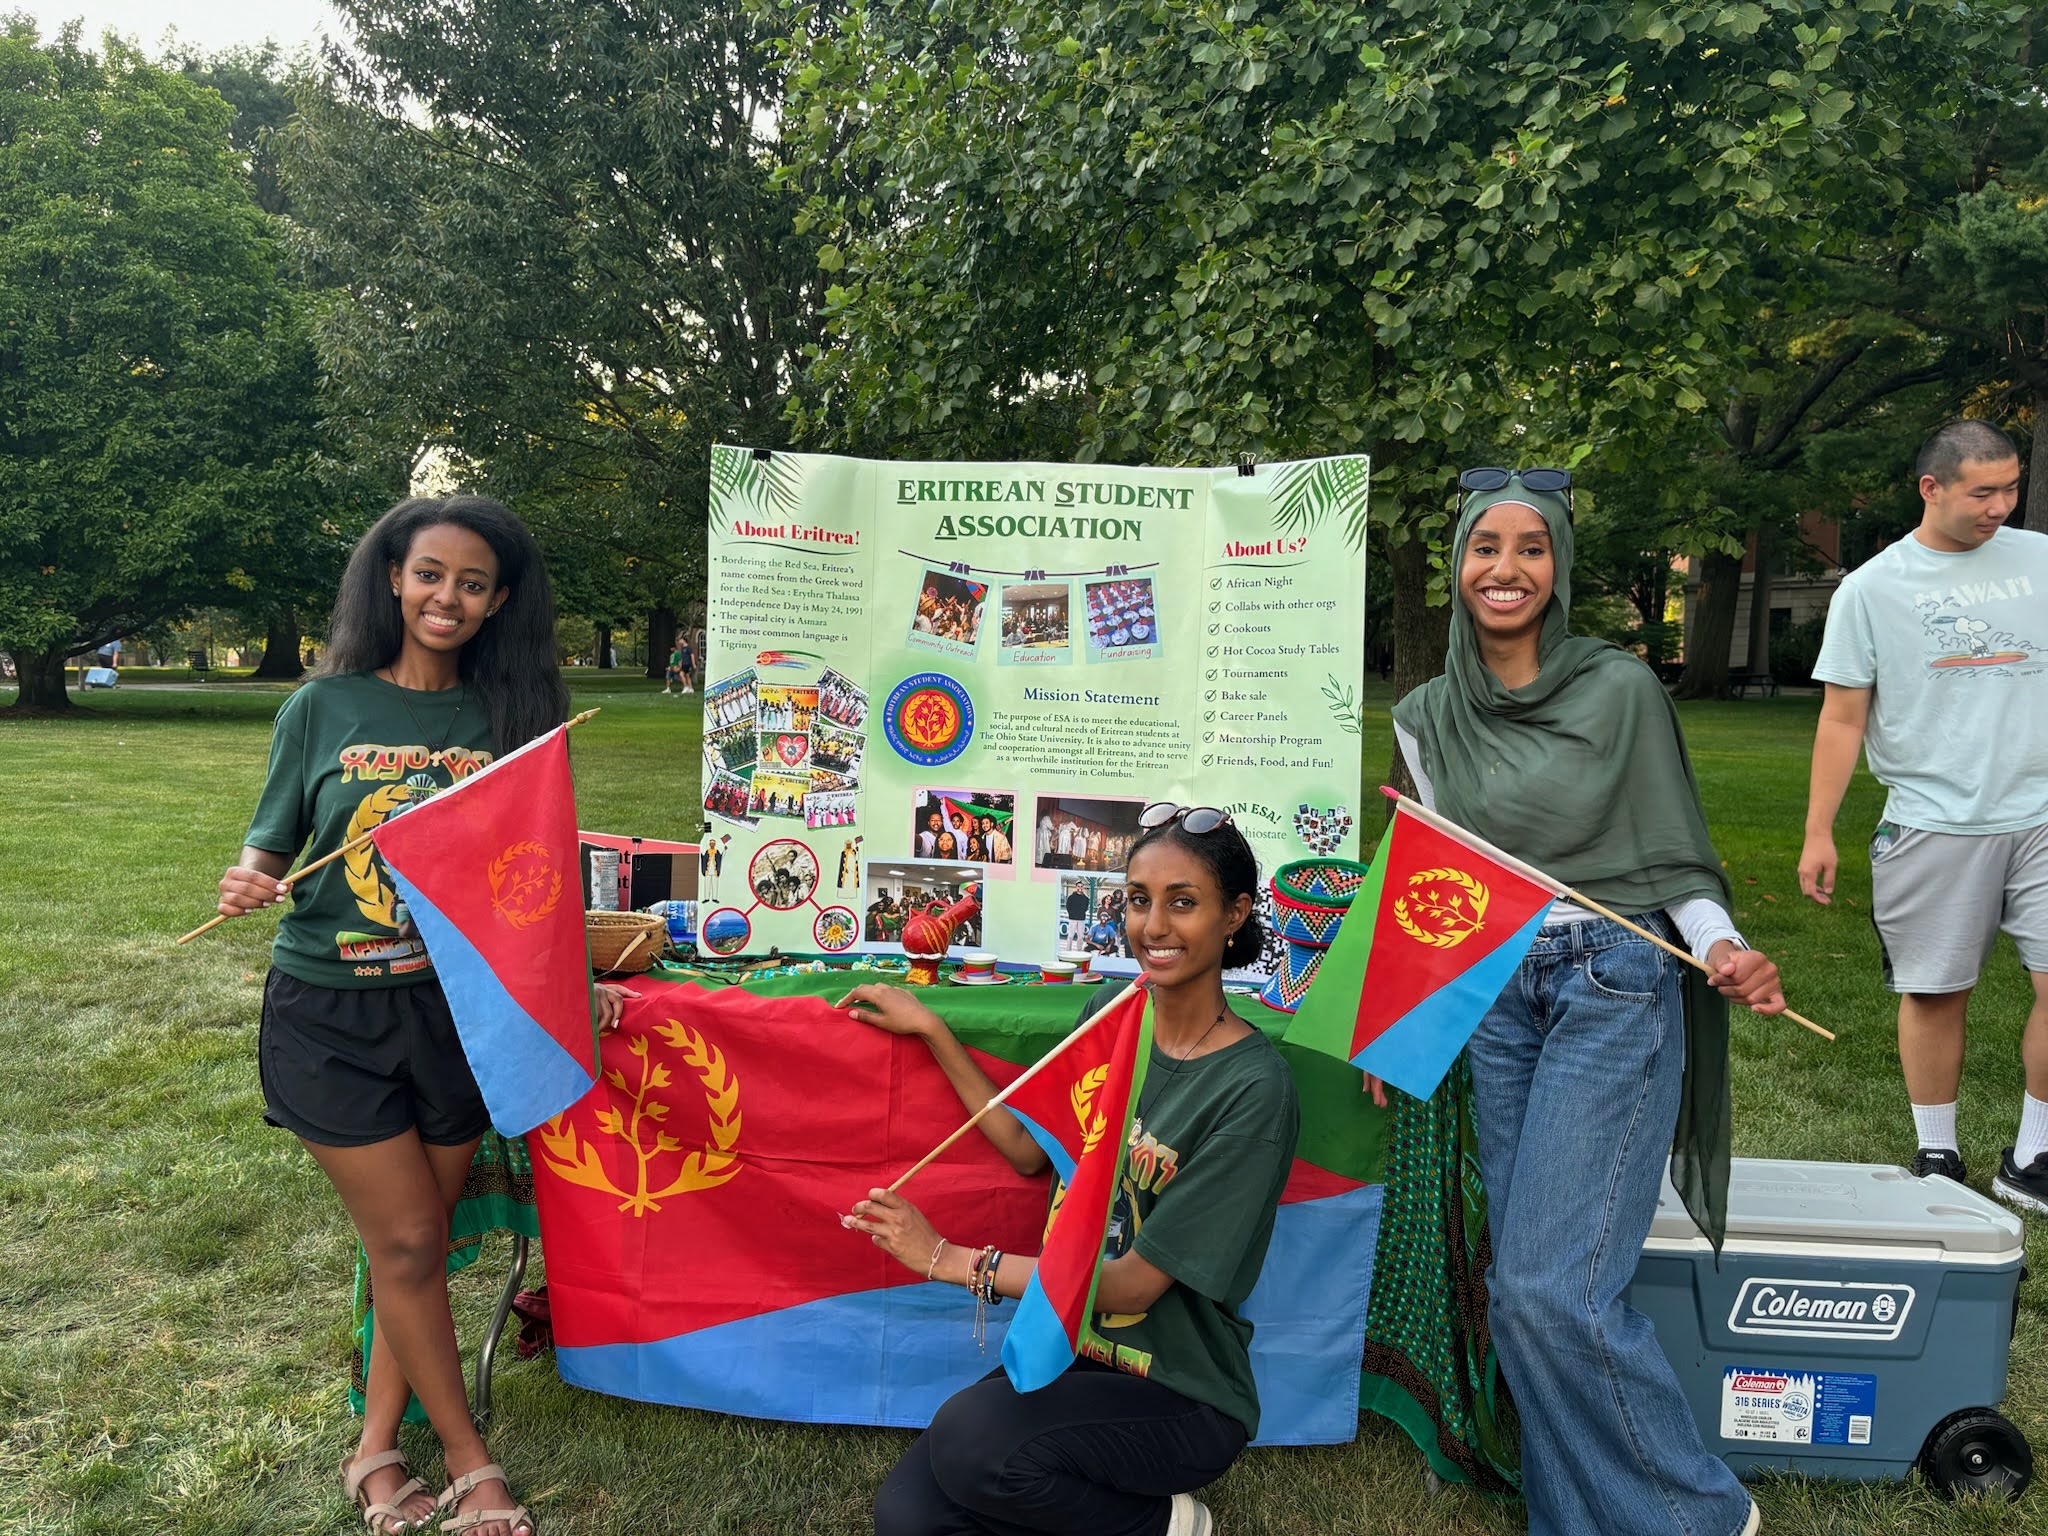 ERITREAN STUDENT
ASSOCIATION
About Eritrea!
• Bordering the Red Sea, Eritrea's
name comes from the Greek word
for the Red Sea : Erythra Thalassa
• Independence Day is May 24, 1991
• The capital city is Asmara
• The most common language is
Tigrinya
Community Outreach
Education
Fundraising
ERITREAN STUDENT ASSOCIATION
Mission Statement
The purpose of ESA is to meet the educational,
social, and cultural needs of Eritrean students at
The Ohio State University. It is also to advance unity
and cooperation amongst all Eritreans, and to serve
as a worthwhile institution for the Eritrean
community in Columbus.
About Us?
African Night
Collabs with other orgs
Cookouts
Hot Cocoa Study Tables
Tournaments
Bake sale
Career Panels
Mentorship Program
Friends, Food, and Fun!
OIN ESA!
ohiostate
HAWAII
HOKA
Coleman
Coleman
316 SERIES
WICHITA